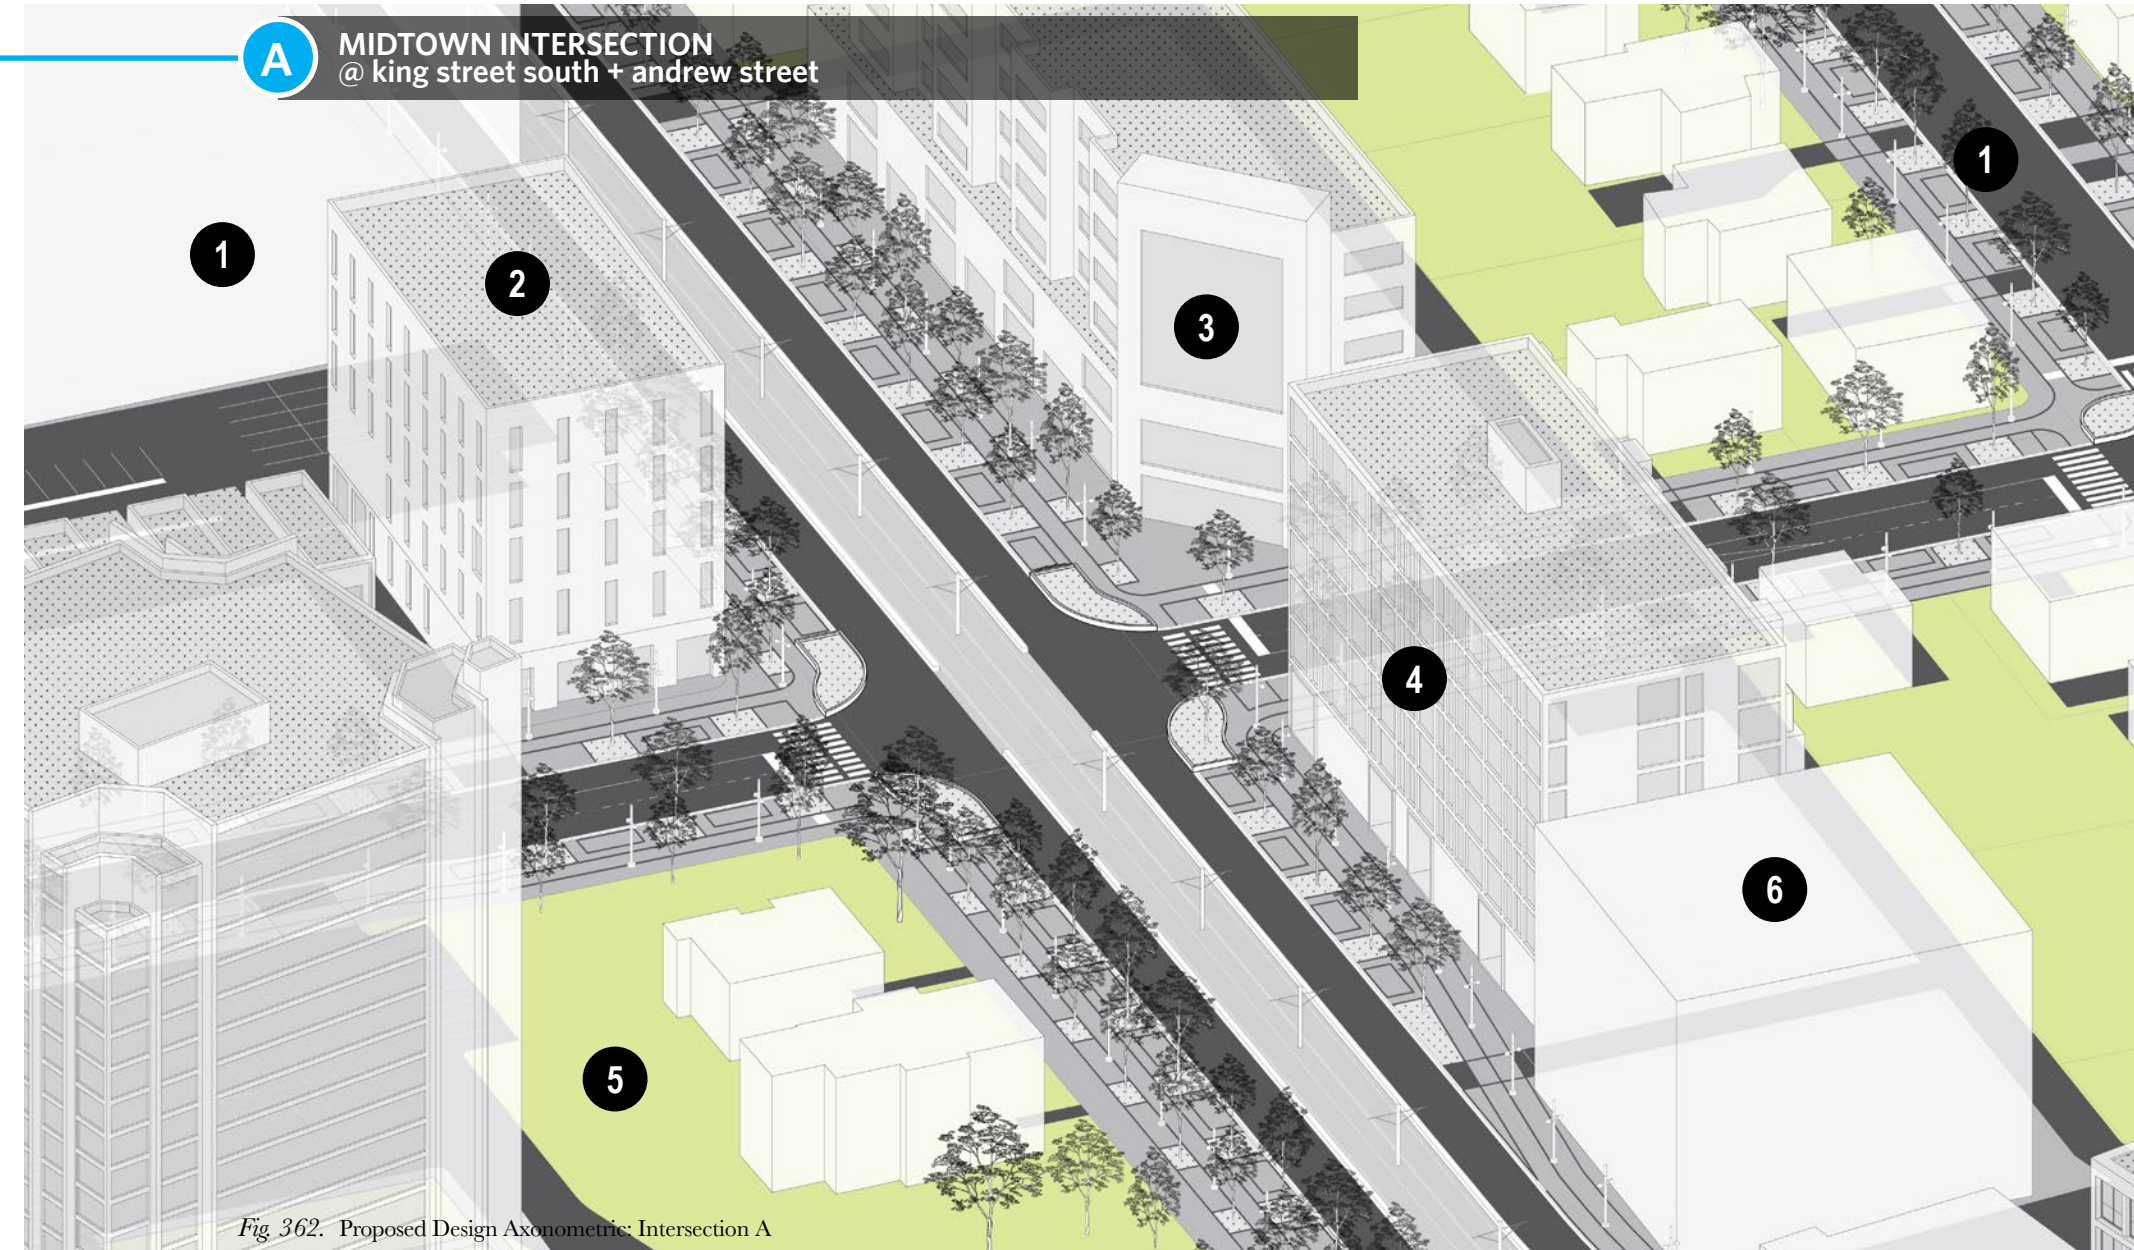 A
MIDTOWN INTERSECTION
@ king street south + andrew street
1
1
2
3
4
6
5
Fig. 362. Proposed Design Axonometric: Intersection A